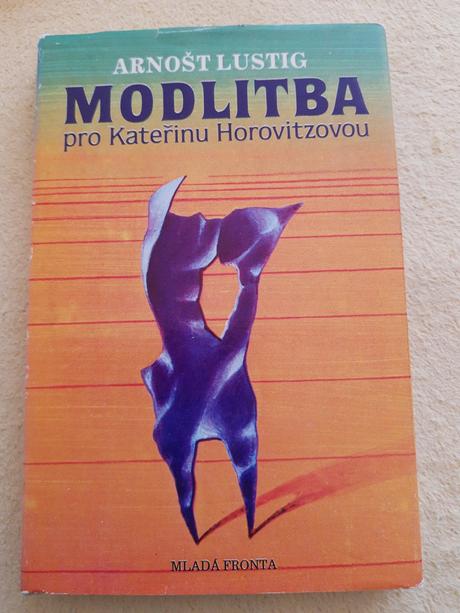 ARNOŠT LUSTIG
MODLITBA
pro Kateřinu Horovitzovou
MLADÁ FRONTA